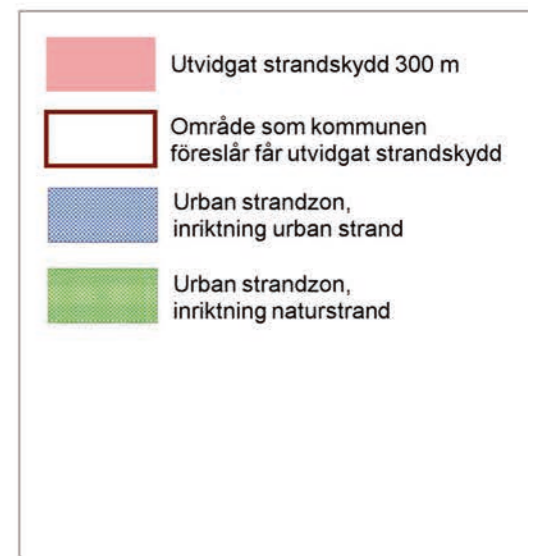 Utvidgat strandskydd 300 m
Område som kommunen
föreslår får utvidgat strandskydd
Urban strandzon,
inriktning urban strand
Urban strandzon,
inriktning naturstrand